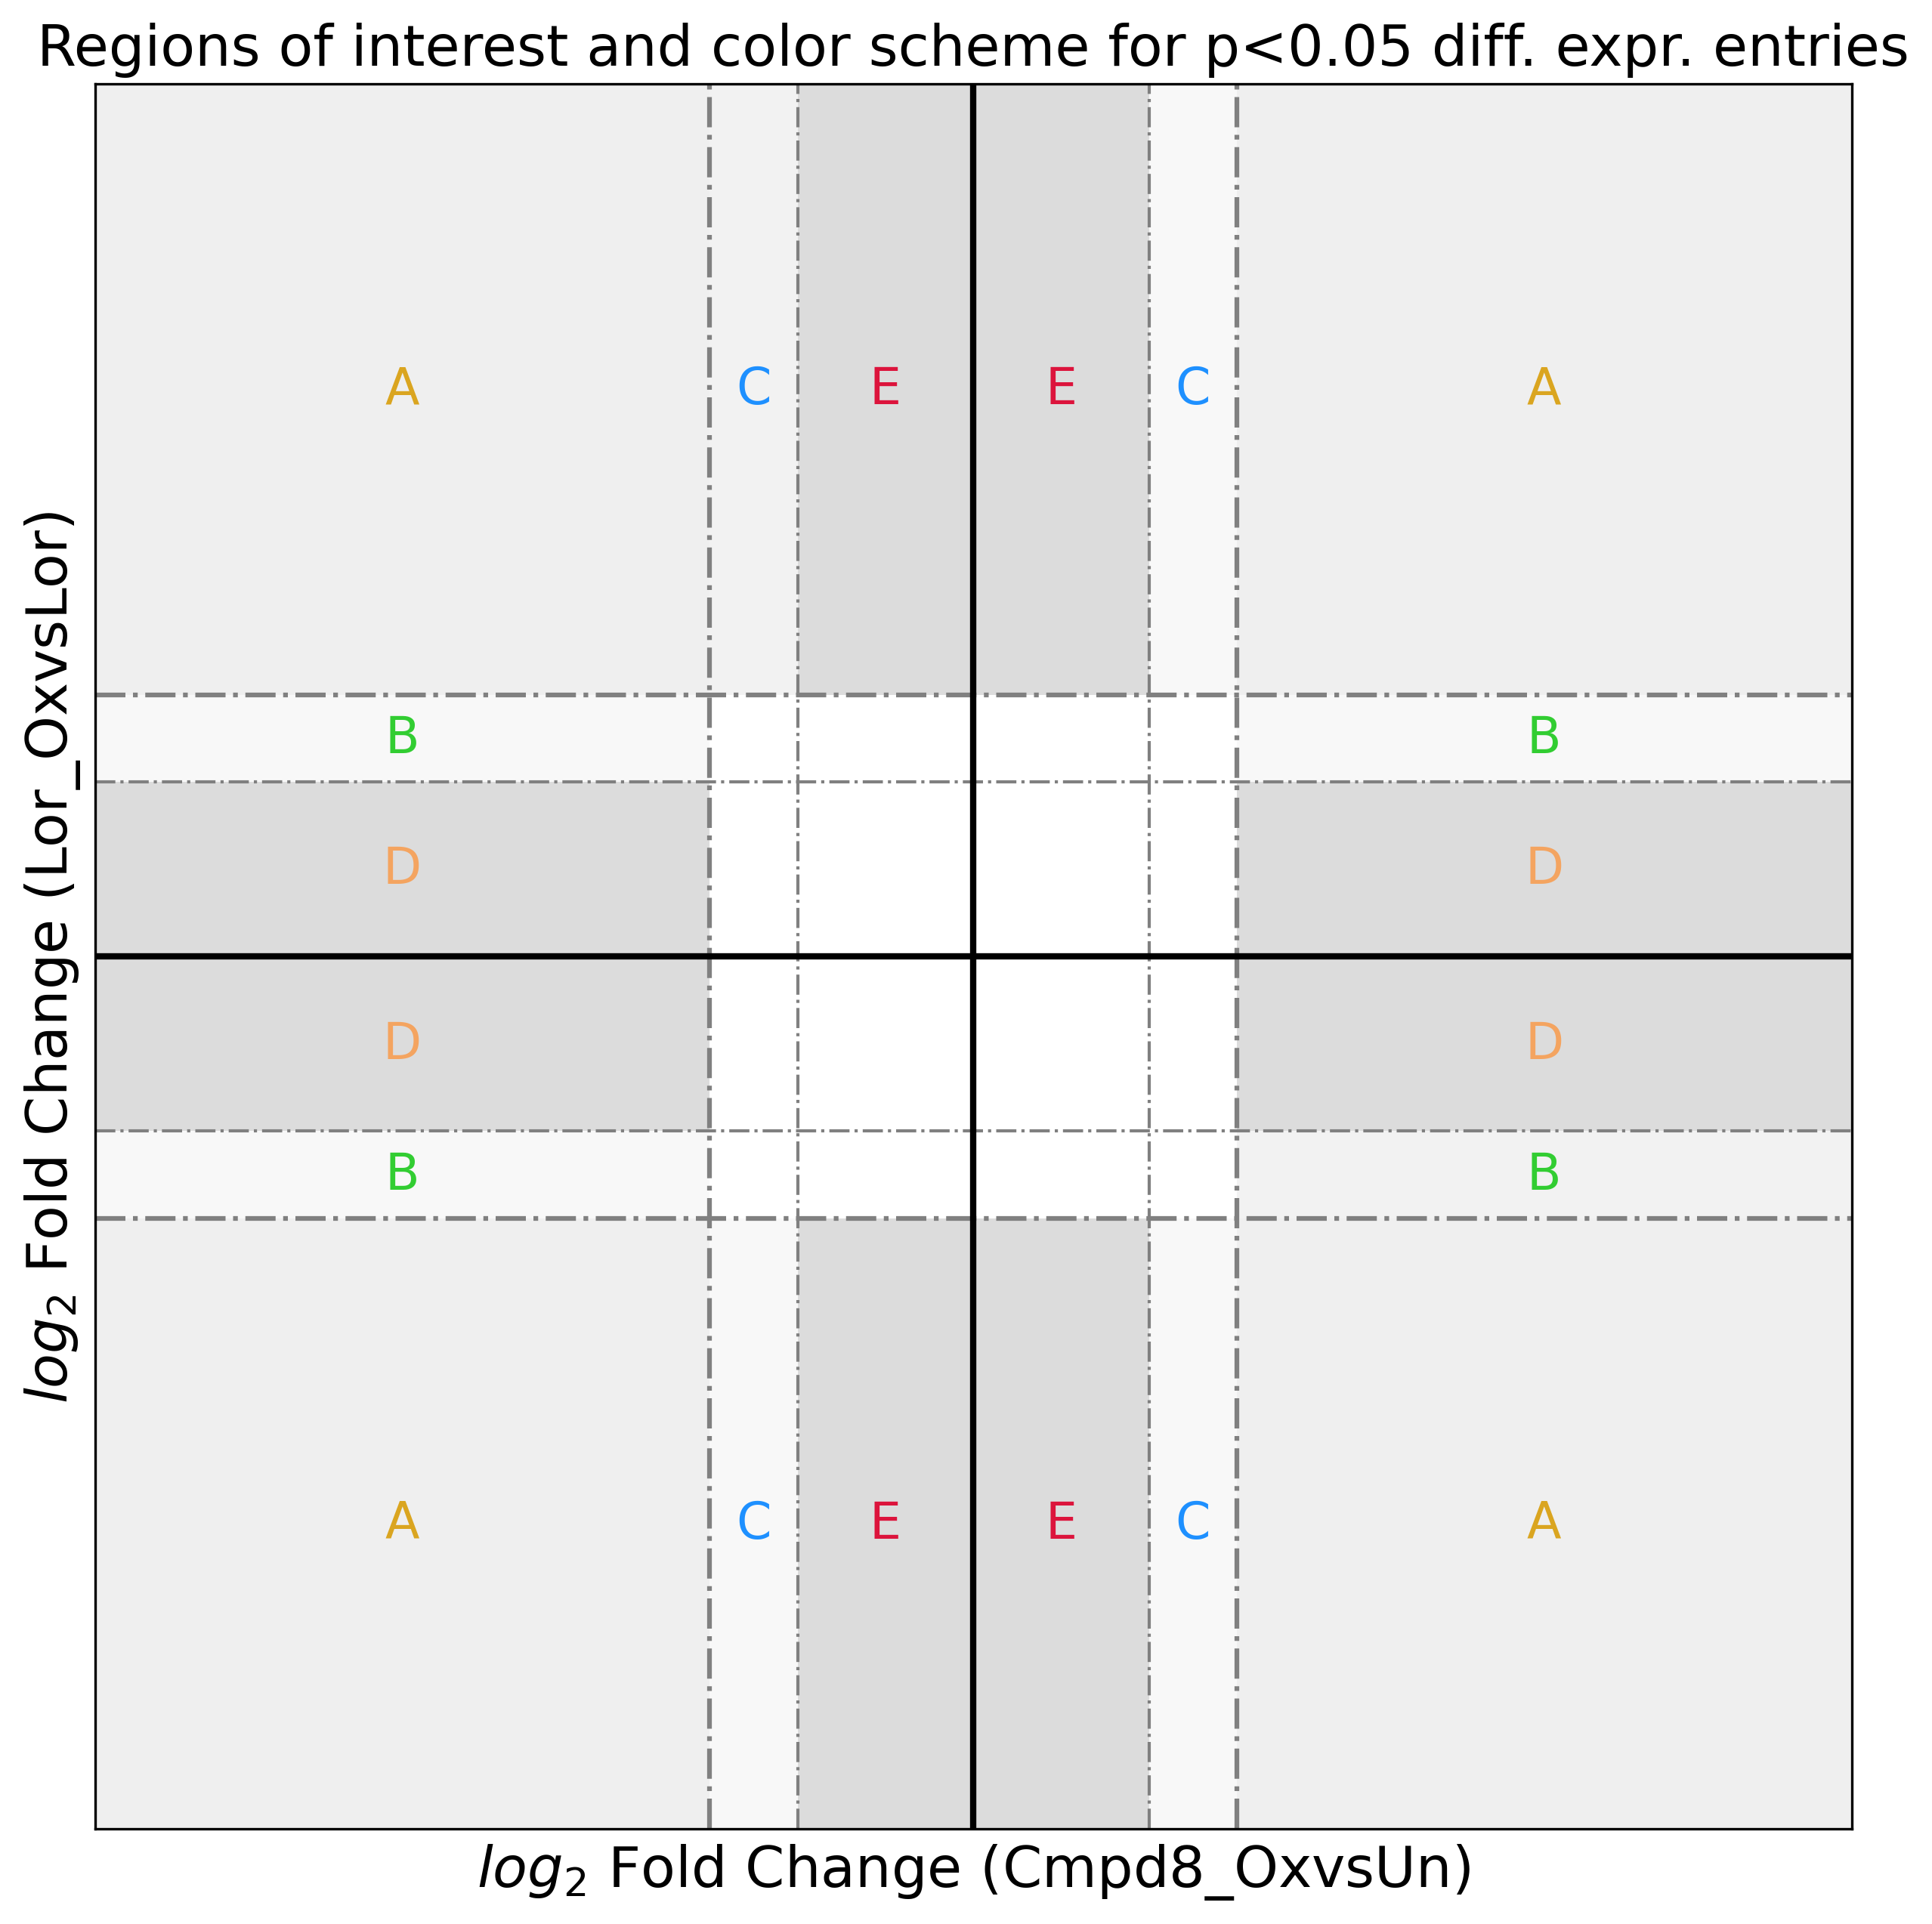 Regions of interest and color scheme for p<0.05 diff. expr. entries
log₂ Fold Change (Lor_OxvsLor)
A C E E C A
B B
D D
D D
B B
A C E E C A
log₂ Fold Change (Cmpd8_OxvsUn)